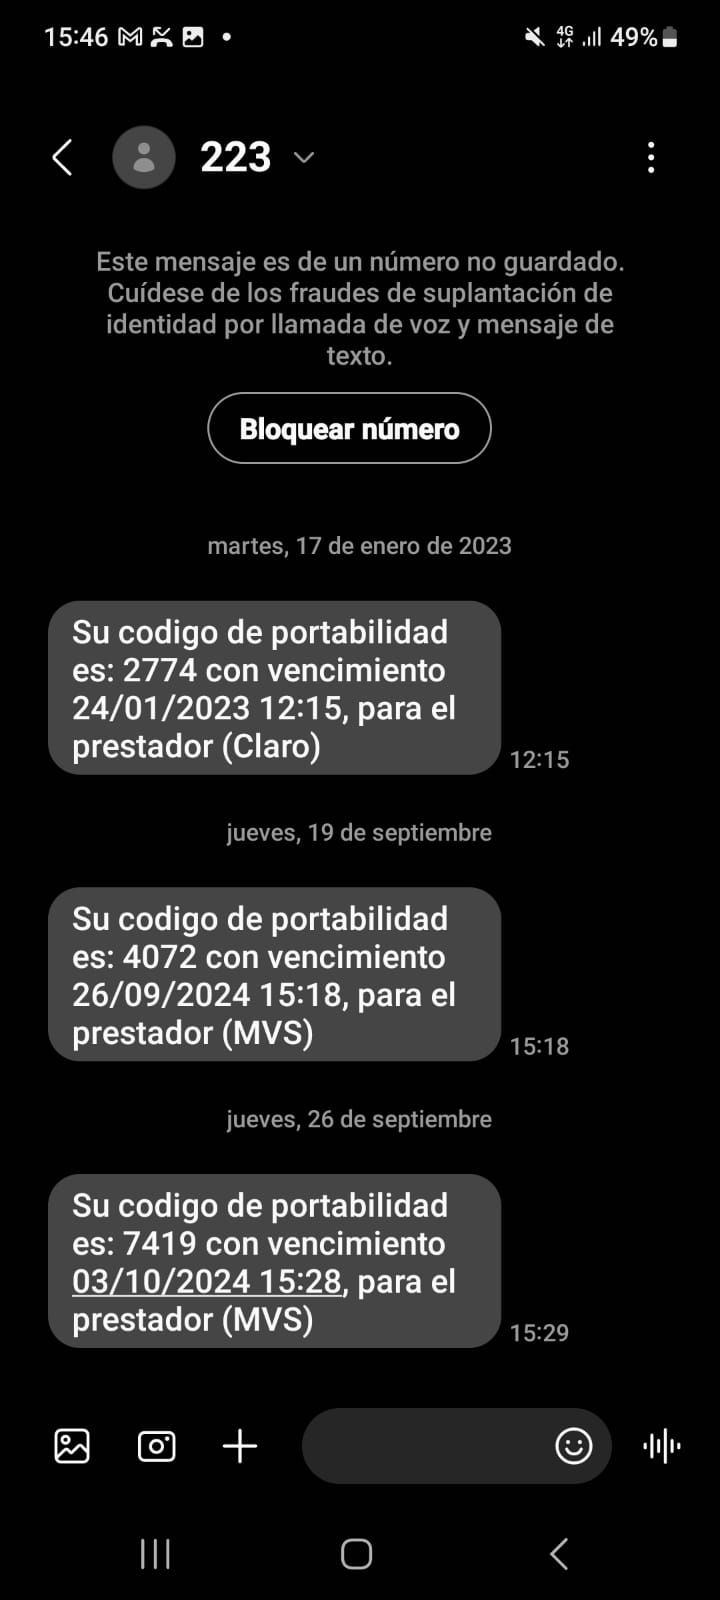 15:46
4G 49%
223
Este mensaje es de un número no guardado.
Cuídese de los fraudes de suplantación de
identidad por llamada de voz y mensaje de
texto.
Bloquear número
martes, 17 de enero de 2023
Su codigo de portabilidad
es: 2774 con vencimiento
24/01/2023 12:15, para el
prestador (Claro)
12:15
jueves, 19 de septiembre
Su codigo de portabilidad
es: 4072 con vencimiento
26/09/2024 15:18, para el
prestador (MVS)
15:18
jueves, 26 de septiembre
Su codigo de portabilidad
es: 7419 con vencimiento
03/10/2024 15:28, para el
prestador (MVS)
15:29